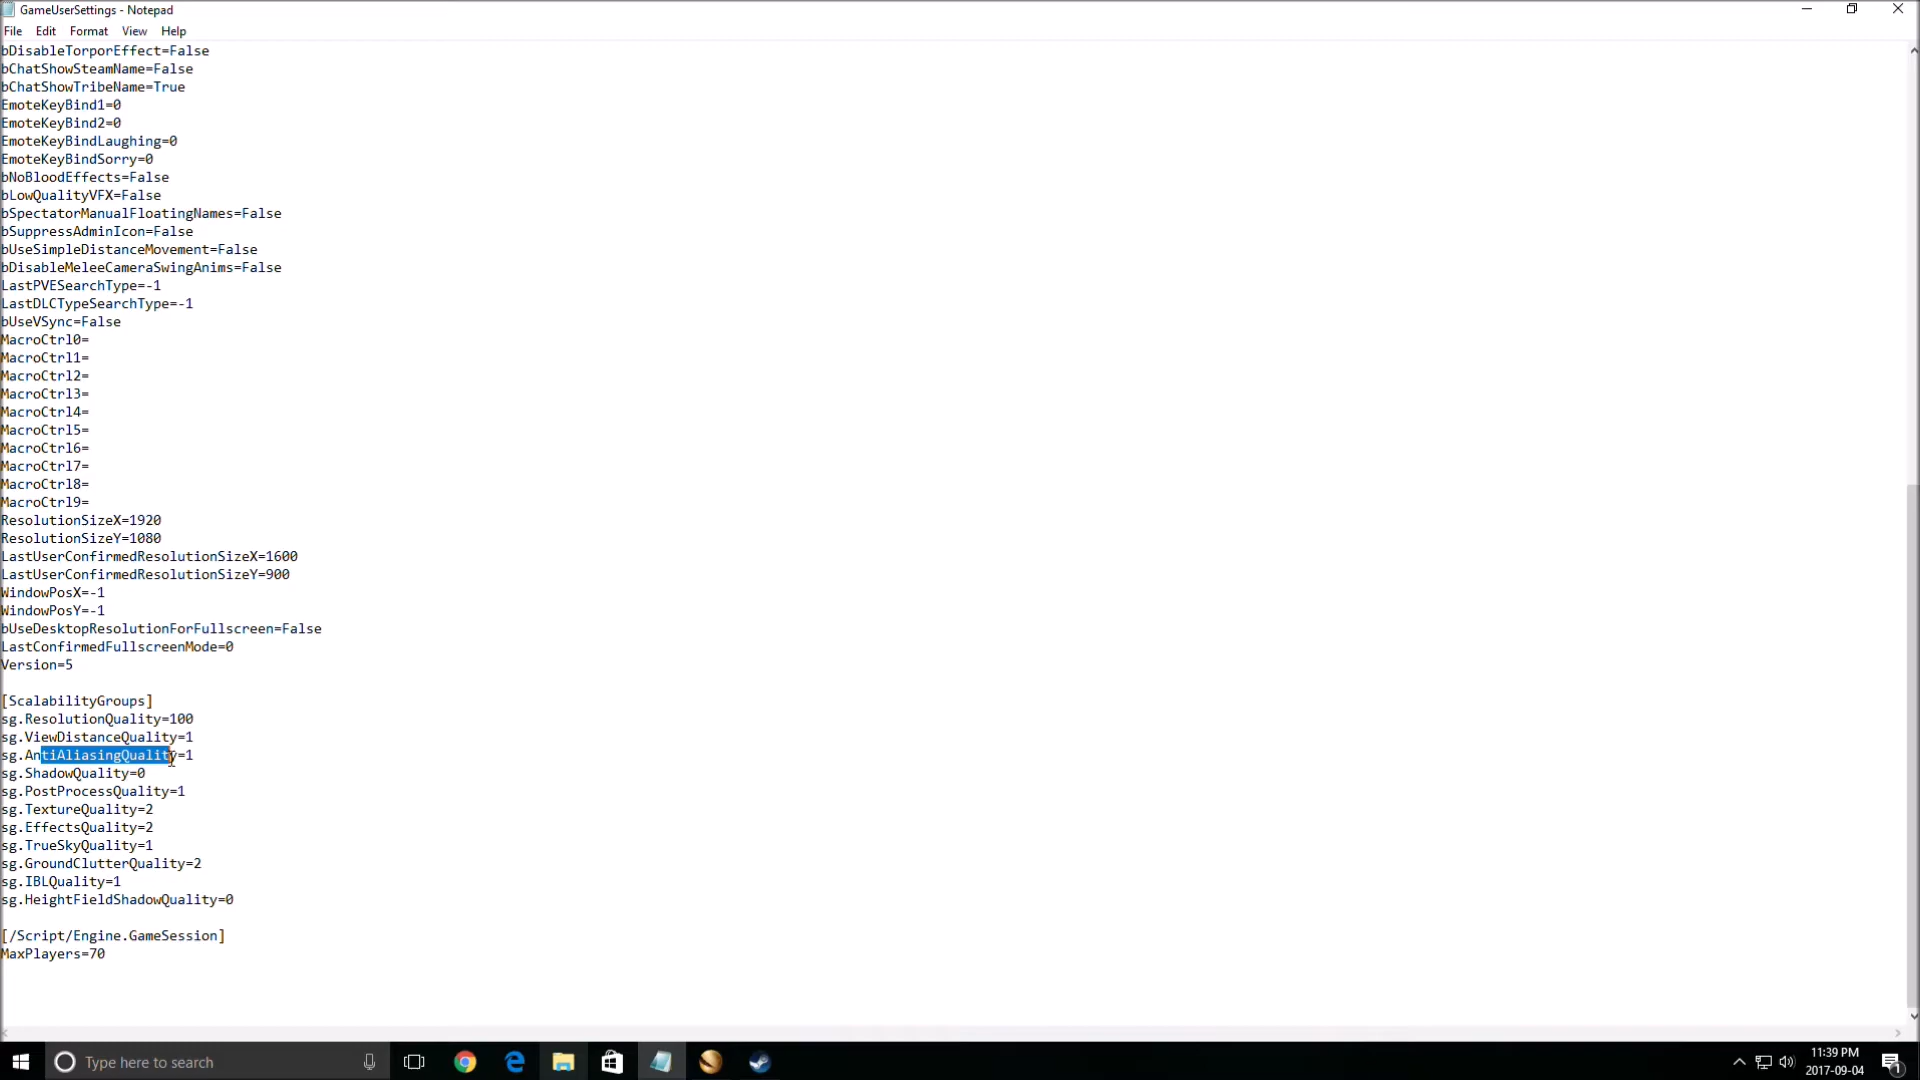 GameUserSettings - Notepad
File Edit Format View Help
bDisableTorporEffect=False
bChatShowSteamName=False
bChatShowTribeName=True
EmoteKeyBind1=0
EmoteKeyBind2=0
EmoteKeyBindLaughing=0
EmoteKeyBindSorry=0
bNoBloodEffects=False
bLowQualityVFX=False
bSpectatorManualFloatingNames=False
bSuppressAdminIcon=False
bUseSimpleDistanceMovement=False
bDisableMeleeCameraSwingAnims=False
LastPVESearchType=-1
LastDLCTypeSearchType=-1
bUseVSync=False
MacroCtrl0=
MacroCtrl1=
MacroCtrl2=
MacroCtrl3=
MacroCtrl4=
MacroCtrl5=
MacroCtrl6=
MacroCtrl7=
MacroCtrl8=
MacroCtrl9=
ResolutionSizeX=1920
ResolutionSizeY=1080
LastUserConfirmedResolutionSizeX=1600
LastUserConfirmedResolutionSizeY=900
WindowPosX=-1
WindowPosY=-1
bUseDesktopResolutionForFullscreen=False
LastConfirmedFullscreenMode=0
Version=5
[ScalabilityGroups]
sg.ResolutionQuality=100
sg.ViewDistanceQuality=1
sg.AntiAliasingQuality=1
sg.ShadowQuality=0
sg.PostProcessQuality=1
sg.TextureQuality=2
sg.EffectsQuality=2
sg.TrueSkyQuality=1
sg.GroundClutterQuality=2
sg.IBLQuality=1
sg.HeightFieldShadowQuality=0
[/Script/Engine.GameSession]
MaxPlayers=70
Type here to search
11:39 PM
2017-09-04
1